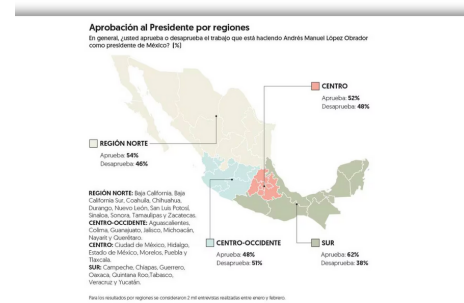 Aprobación al Presidente por regiones
En general, ¿usted aprueba o desaprueba el trabajo que está haciendo Andrés Manuel López Obrador
como presidente de México? (%)
CENTRO
Aprueba: 52%
Desaprueba: 48%
REGIÓN NORTE
Aprueba: 54%
Desaprueba: 46%
REGIÓN NORTE: Baja California, Baja
California Sur, Coahuila, Chihuahua,
Durango, Nuevo León, San Luis Potosí,
Sinaloa, Sonora, Tamaulipas y Zacatecas.
CENTRO-OCCIDENTE: Aguascalientes,
Colima, Guanajuato, Jalisco, Michoacán,
Nayarit y Querétaro.
CENTRO: Ciudad de México, Hidalgo,
Estado de México, Morelos, Puebla y
Tlaxcala.
SUR: Campeche, Chiapas, Guerrero,
Oaxaca, Quintana Roo,Tabasco,
Veracruz y Yucatán.
CENTRO-OCCIDENTE
Aprueba: 48%
Desaprueba: 51%
SUR
Aprueba: 62%
Desaprueba: 38%
Para los resultados por regiones se consideraron 2 mil entrevistas realizadas entre enero y febrero.